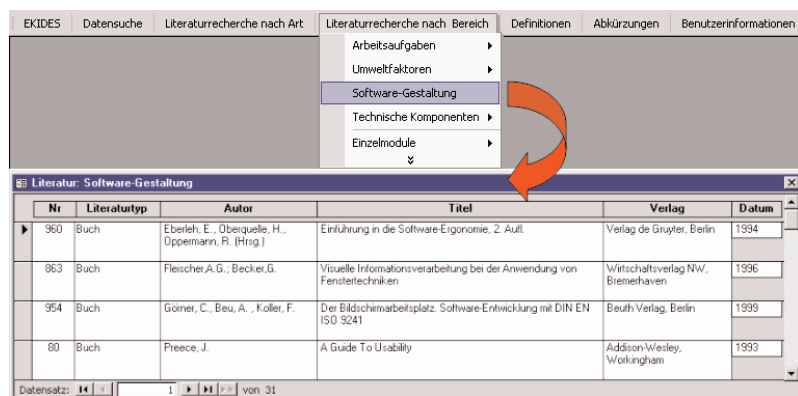 EKIDES Datensuche Literaturrecherche nach Art Literaturrecherche nach Bereich Definitionen Abkürzungen Benutzerinformationen
Arbeitsaufgaben
Umweltfaktoren
Software-Gestaltung
Technische Komponenten
Einzelmodule
Literatur: Software-Gestaltung
Nr Literaturtyp Autor Titel Verlag Datum
960 Buch Eberleh, E., Oberquelle, H., Einführung in die Software-Ergonomie, 2. Aufl. Verlag de Gruyter, Berlin 1994
Oppermann, R. (Hrsg.)
863 Buch Fleischer,A.G.; Becker,G. Visuelle Informationsverarbeitung bei der Anwendung von Wirtschaftsverlag NW, 1996
Fenstertechniken Bremerhaven
954 Buch Görner, C., Beu, A. , Koller, F. Der Bildschirmarbeitsplatz. Software-Entwicklung mit DIN EN Beuth Verlag, Berlin 1999
ISO 9241
80 Buch Preece, J. A Guide To Usability Addison-Wesley, 1993
Workingham
Datensatz: 1 von 31